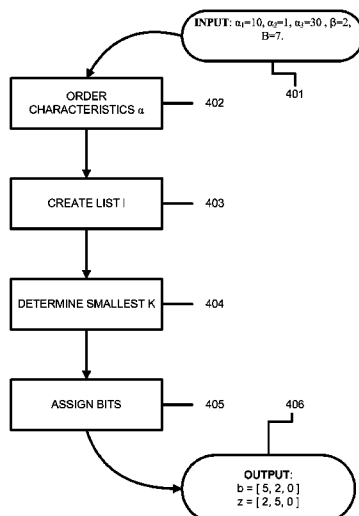 INPUT: α₁=10, α₂=1, α₃=30 , β=2,
B=7.
401
ORDER
CHARACTERISTICS α
402
CREATE LIST l
403
DETERMINE SMALLEST K
404
ASSIGN BITS
405
406
OUTPUT:
b = [ 5, 2, 0 ]
z = [ 2, 5, 0 ]